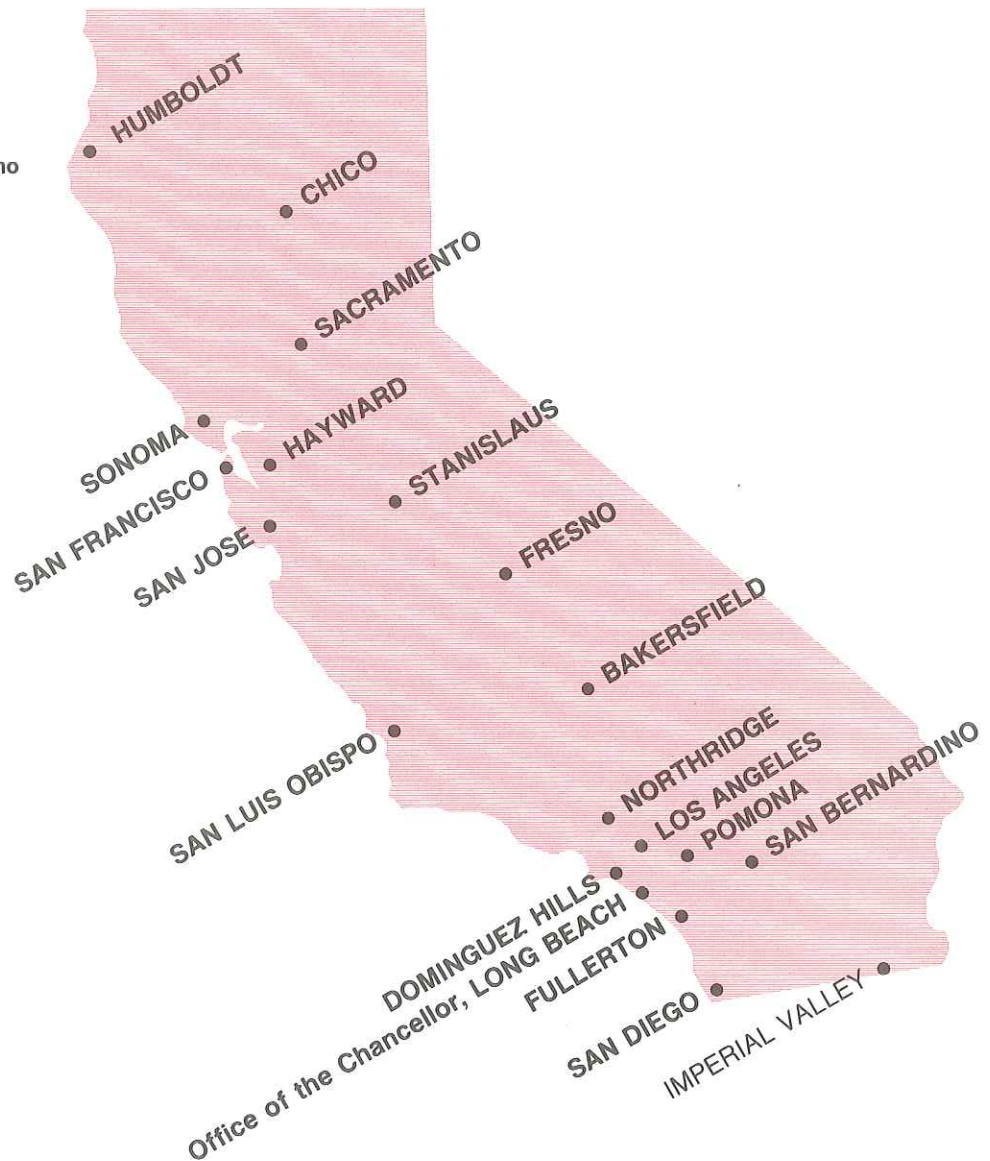 HUMBOLDT
no
CHICO
SACRAMENTO
HAYWARD
SONOMA
STANISLAUS
SAN FRANCISCO
SAN JOSE
FRESNO
BAKERSFIELD
SAN LUIS OBISPO
NORTHRIDGE
LOS ANGELES
POMONA
SAN BERNARDINO
DOMINGUEZ HILLS
Office of the Chancellor, LONG BEACH
FULLERTON
SAN DIEGO
IMPERIAL VALLEY